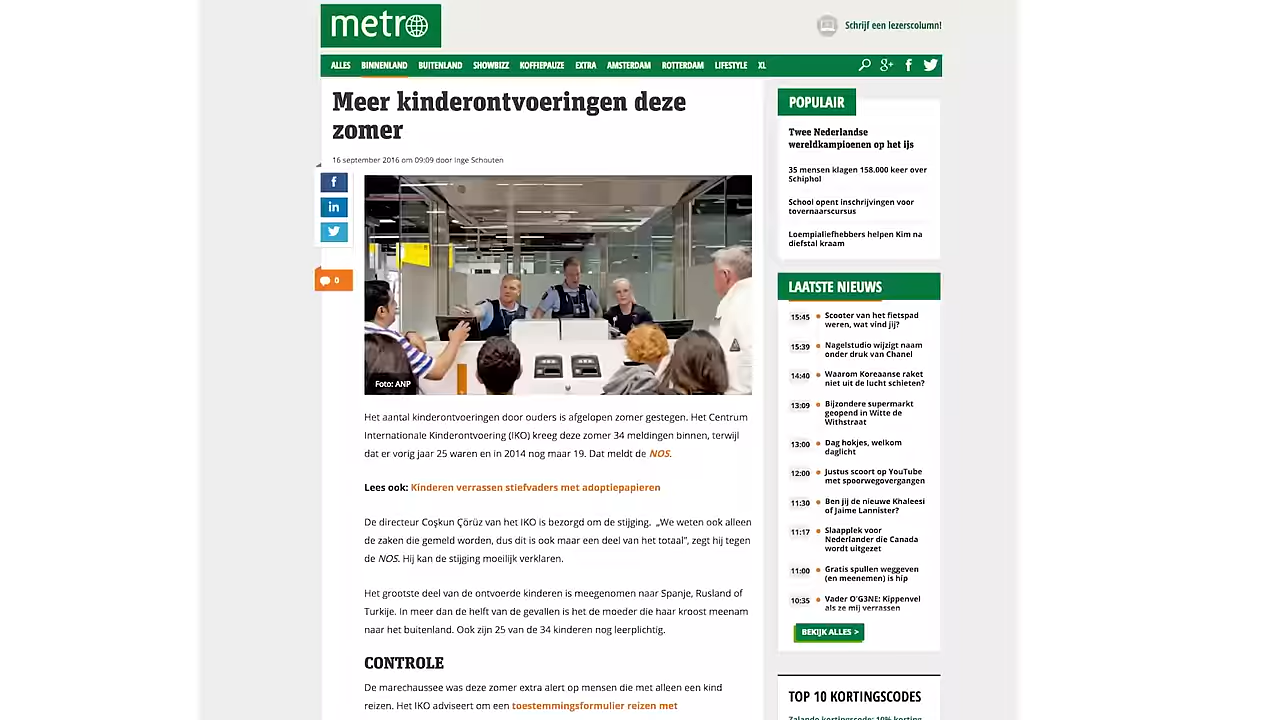 metro
Schrijf een lezerscolumn!
ALLES BINNENLAND BUITENLAND SHOWBIZZ KOFFIEPAUZE EXTRA AMSTERDAM ROTTERDAM LIFESTYLE XL
Meer kinderontvoeringen deze
zomer
16 september 2016 om 09:09 door Inge Schouten
0
Foto: ANP
Het aantal kinderontvoeringen door ouders is afgelopen zomer gestegen. Het Centrum
Internationale Kinderontvoering (IKO) kreeg deze zomer 34 meldingen binnen, terwijl
dat er vorig jaar 25 waren en in 2014 nog maar 19. Dat meldt de NOS.
Lees ook: Kinderen verrassen stiefvaders met adoptiepapieren
De directeur Coşkun Çörüz van het IKO is bezorgd om de stijging. „We weten ook alleen
de zaken die gemeld worden, dus dit is ook maar een deel van het totaal”, zegt hij tegen
de NOS. Hij kan de stijging moeilijk verklaren.
Het grootste deel van de ontvoerde kinderen is meegenomen naar Spanje, Rusland of
Turkije. In meer dan de helft van de gevallen is het de moeder die haar kroost meenam
naar het buitenland. Ook zijn 25 van de 34 kinderen nog leerplichtig.
CONTROLE
De marechaussee was deze zomer extra alert op mensen die met alleen een kind
reizen. Het IKO adviseert om een toestemmingsformulier reizen met
POPULAIR
Twee Nederlandse
wereldkampioenen op het ijs
35 mensen klagen 158.000 keer over
Schiphol
School opent inschrijvingen voor
tovernaarscursus
Loempialiefhebbers helpen Kim na
diefstal kraam
LAATSTE NIEUWS
15:45 Scooter van het fietspad
weren, wat vind jij?
15:39 Nagelstudio wijzigt naam
onder druk van Chanel
14:40 Waarom Koreaanse raket
niet uit de lucht schieten?
13:09 Bijzondere supermarkt
geopend in Witte de
Withstraat
13:00 Dag hokjes, welkom
daglicht
12:00 Justus scoort op YouTube
met spoorwegovergangen
11:30 Ben jij de nieuwe Khaleesi
of Jaime Lannister?
11:17 Slaapplek voor
Nederlander die Canada
wordt uitgezet
11:00 Gratis spullen weggeven
(en meenemen) is hip
10:35 Vader O'G3NE: Kippenvel
als ze mij verrassen
BEKIJK ALLES >
TOP 10 KORTINGSCODES
Zalando kortingscode: 10% korting